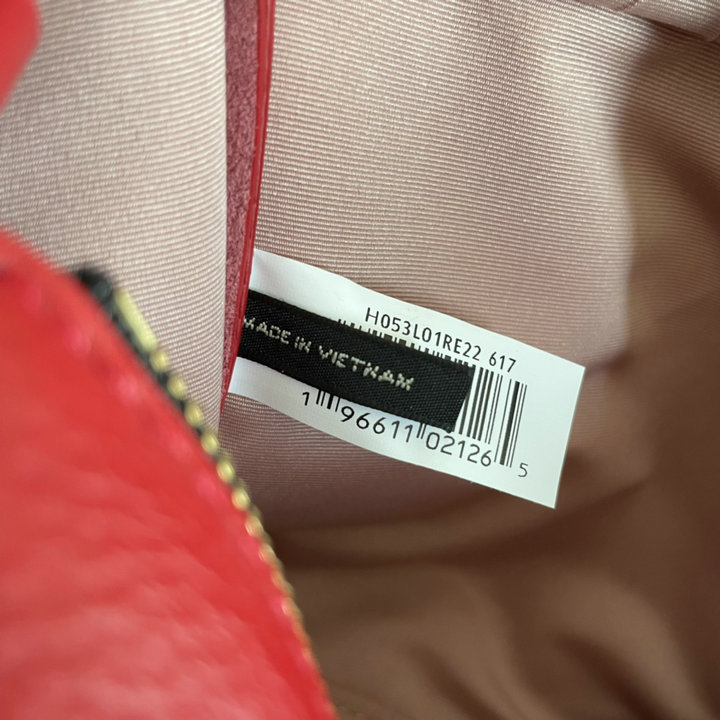 H053L01RE22 617
MADE IN VIETNAM
1 96611 02126 5